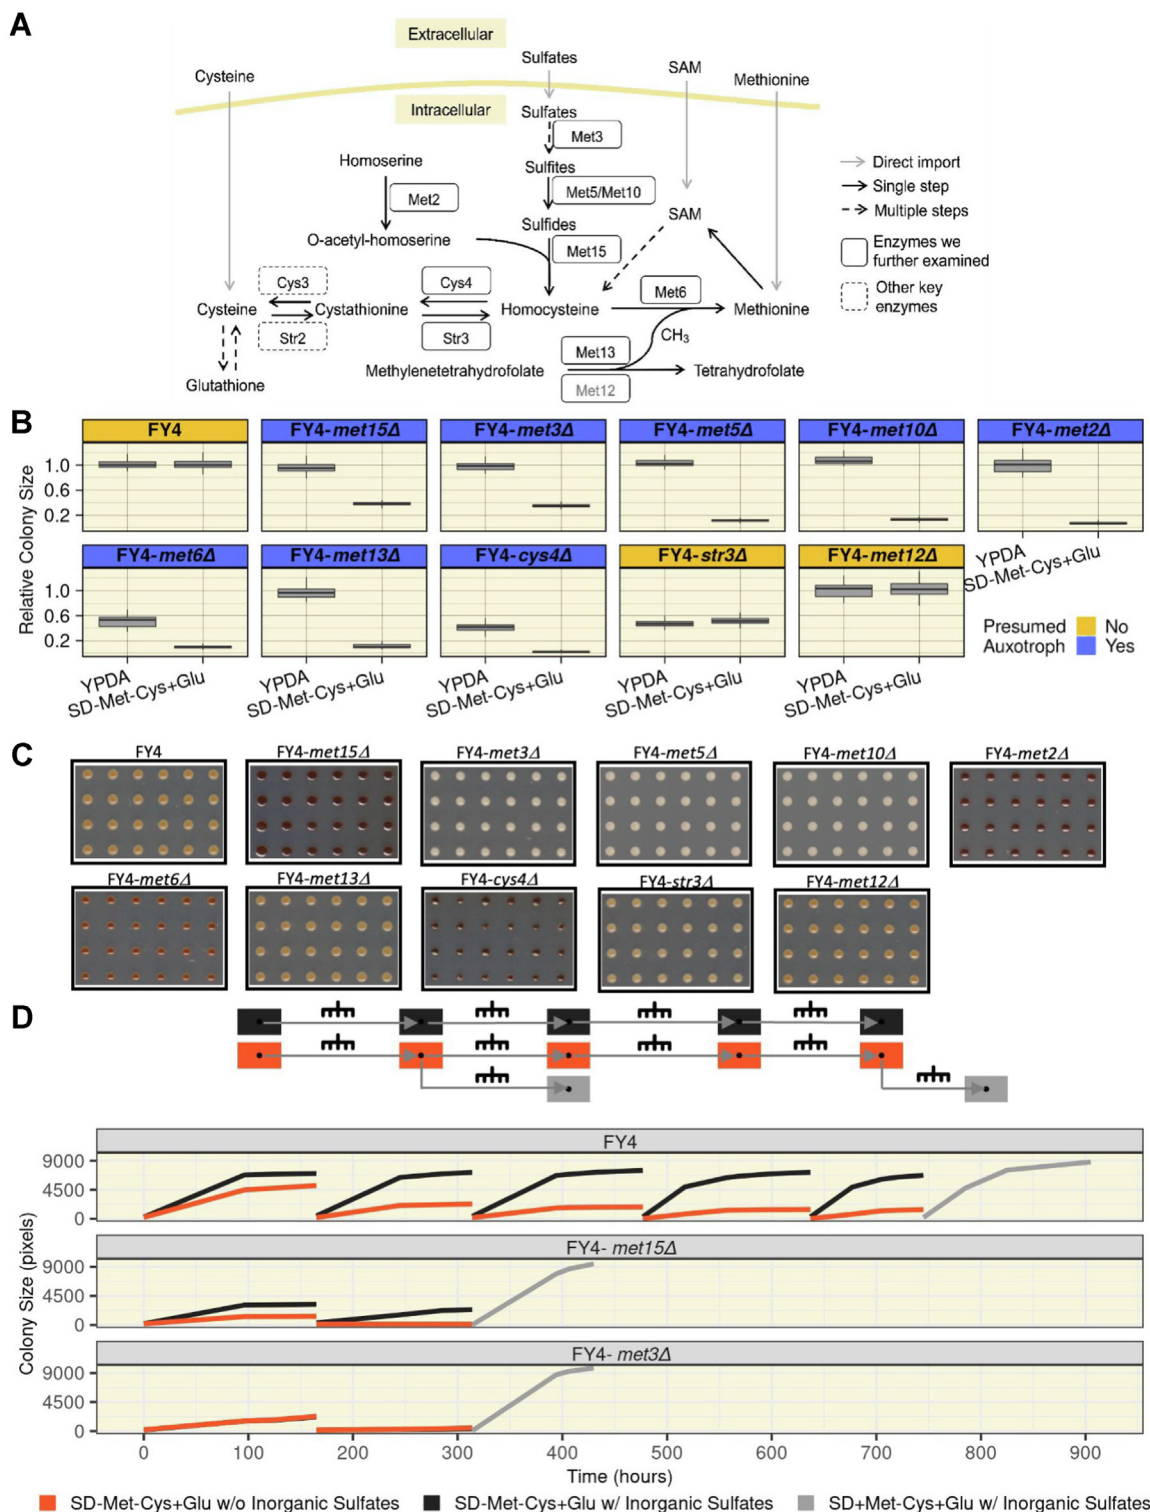 A
Extracellular
Sulfates
SAM
Cysteine
Methionine
Intracellular
Sulfates
Met3
Homoserine
Sulfites
Direct import
Met2
Met5/Met10
Single step
Sulfides
SAM
Multiple steps
O-acetyl-homoserine
Met15
Enzymes we
further examined
Cys3
Cys4
Met6
Other key
enzymes
Cysteine
Cystathionine
Homocysteine
Methionine
Str2
Str3
CH3
Met13
Glutathione
Methylenetetrahydrofolate
Tetrahydrofolate
Met12
B
FY4 FY4-met15Δ FY4-met3Δ FY4-met5Δ FY4-met10Δ FY4-met2Δ
Relative Colony Size
1.0
0.6
0.2
FY4-met6Δ FY4-met13Δ FY4-cys4Δ FY4-str3Δ FY4-met12Δ
YPDA
SD-Met-Cys+Glu
1.0
0.6
0.2
Presumed
Auxotroph
No
Yes
YPDA SD-Met-Cys+Glu YPDA SD-Met-Cys+Glu YPDA SD-Met-Cys+Glu YPDA SD-Met-Cys+Glu YPDA SD-Met-Cys+Glu
C
FY4 FY4-met15Δ FY4-met3Δ FY4-met5Δ FY4-met10Δ FY4-met2Δ
FY4-met6Δ FY4-met13Δ FY4-cys4Δ FY4-str3Δ FY4-met12Δ
D
FY4
9000
4500
0
Colony Size (pixels)
FY4- met15Δ
9000
4500
0
FY4- met3Δ
9000
4500
0
0 100 200 300 400 500 600 700 800 900
Time (hours)
SD-Met-Cys+Glu w/o Inorganic Sulfates SD-Met-Cys+Glu w/ Inorganic Sulfates SD+Met-Cys+Glu w/ Inorganic Sulfates